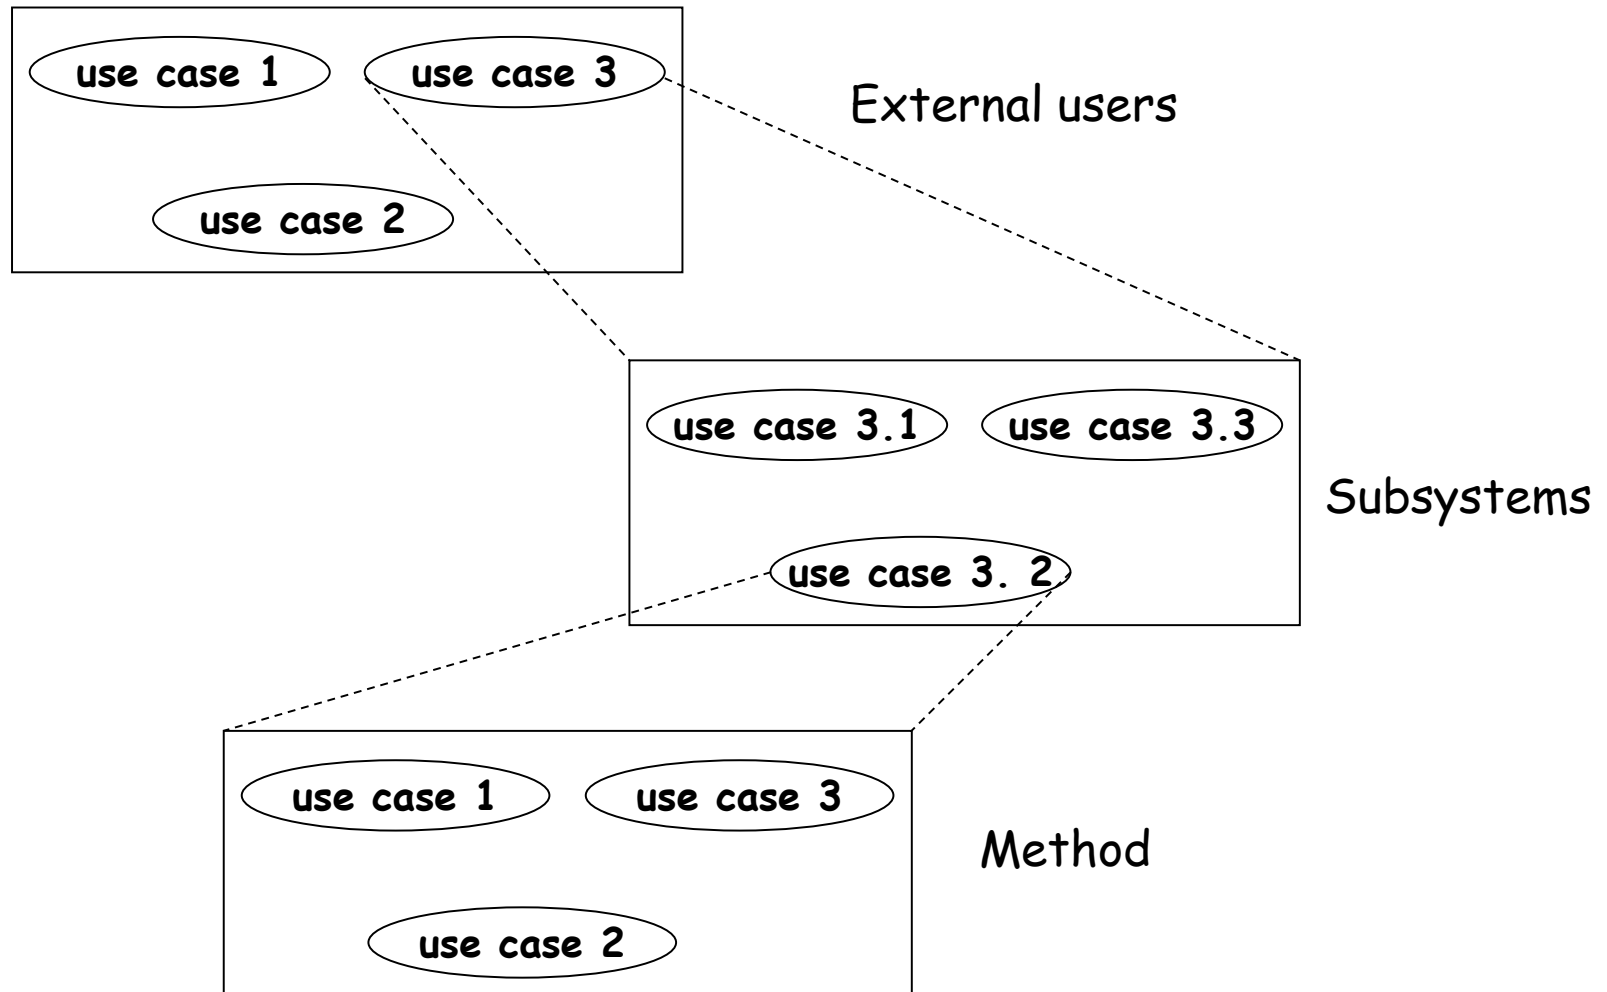 use case 1
use case 3
External users
use case 2
use case 3.1
use case 3.3
Subsystems
use case 3. 2
use case 1
use case 3
Method
use case 2